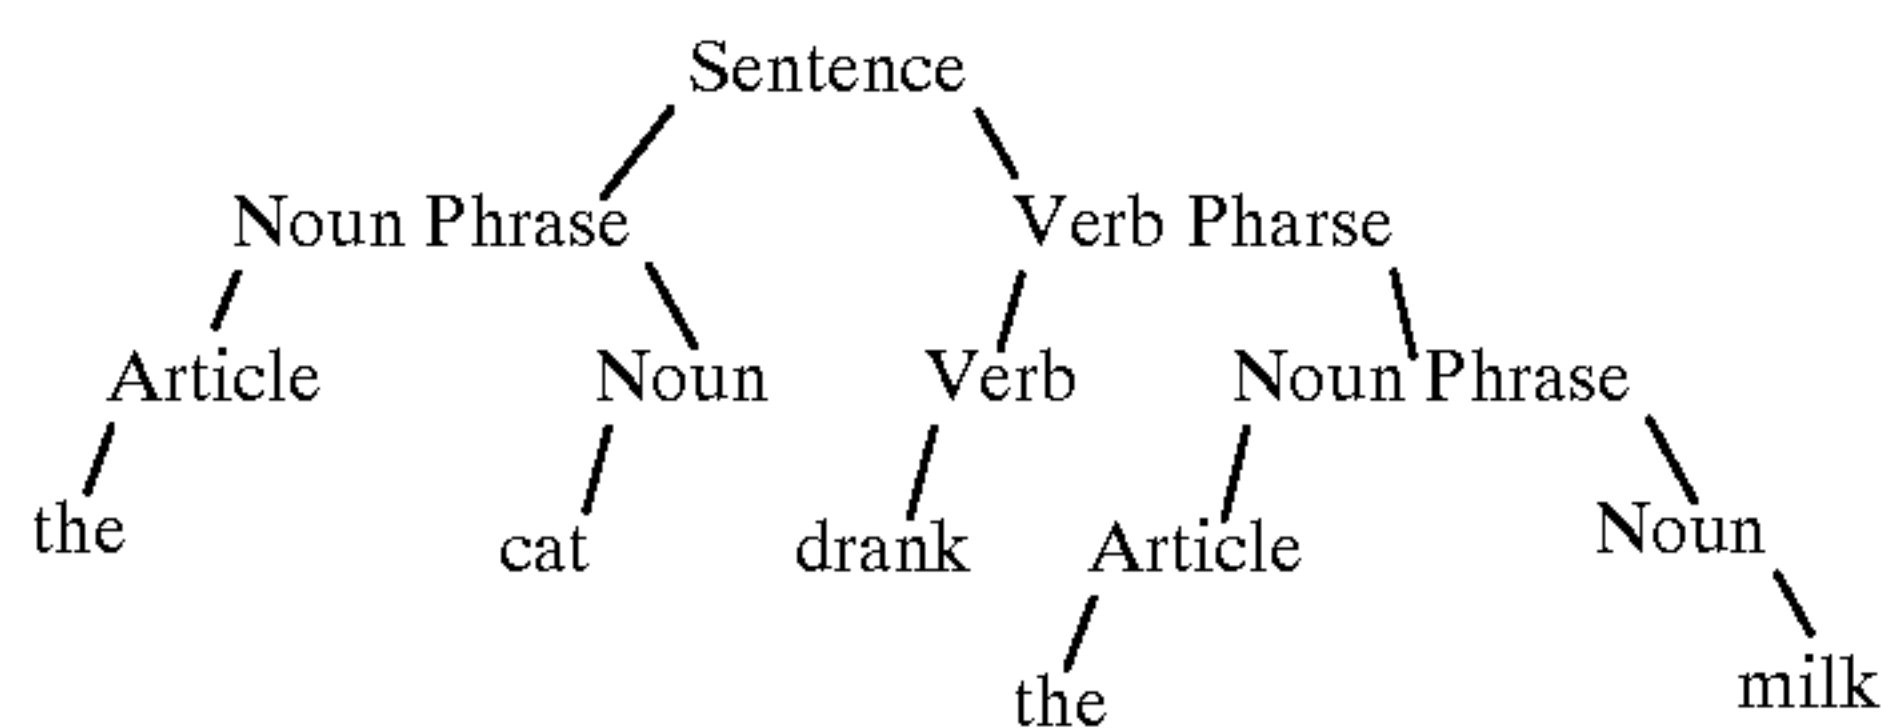 Sentence
Noun Phrase Verb Pharse
Article Noun Verb Noun Phrase
the cat drank Article Noun
the milk